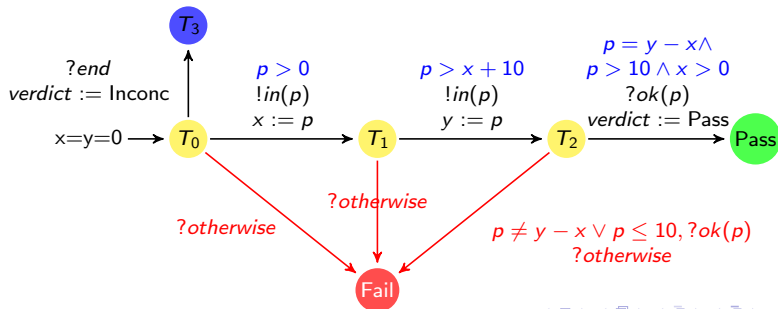 T₃
?end
verdict := Inconc
x=y=0
T₀
p > 0
!in(p)
x := p
T₁
p > x + 10
!in(p)
y := p
T₂
p = y − x∧
p > 10 ∧ x > 0
?ok(p)
verdict := Pass
Pass
?otherwise
?otherwise
p ≠ y − x ∨ p ≤ 10, ?ok(p)
?otherwise
Fail